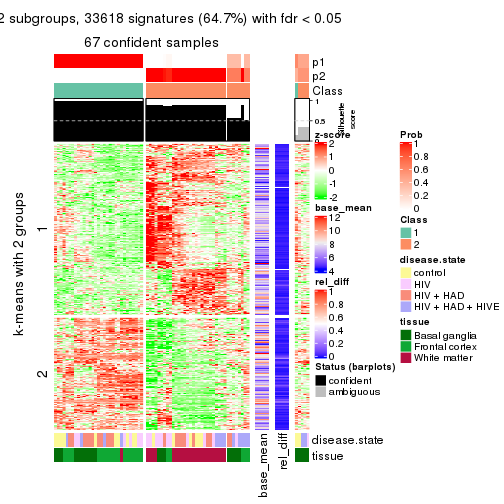 2 subgroups, 33618 signatures (64.7%) with fdr < 0.05
67 confident samples
p1
p2
Class
1
0.5
0
Silhouette
score
k-means with 2 groups
1
2
z-score
2
1
0
-1
-2
base_mean
12
10
8
6
4
rel_diff
1
0.8
0.6
0.4
0.2
0
Status (barplots)
confident
ambiguous
Prob
1
0.8
0.6
0.4
0.2
0
Class
1
2
disease.state
control
HIV
HIV + HAD
HIV + HAD + HIVE
tissue
Basal ganglia
Frontal cortex
White matter
disease.state
tissue
base_mean
rel_diff